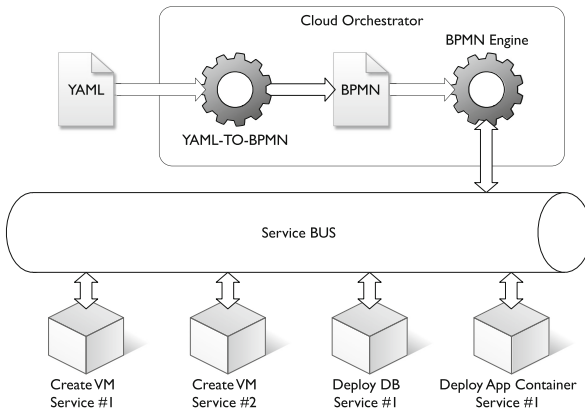 Cloud Orchestrator
BPMN Engine
YAML
BPMN
YAML-TO-BPMN
Service BUS
Create VM
Service #1
Create VM
Service #2
Deploy DB
Service #1
Deploy App Container
Service #1